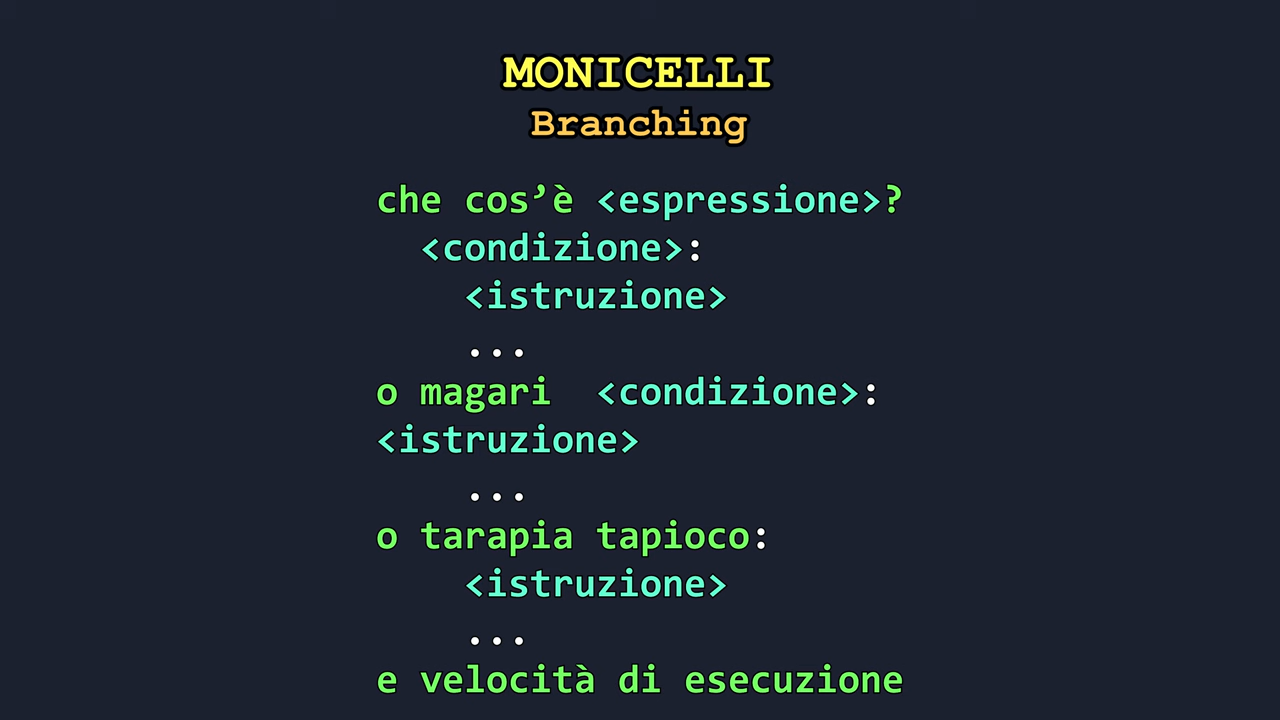 MONICELLI
Branching
che cos’è <espressione>?
<condizione>:
<istruzione>
...
o magari <condizione>:
<istruzione>
...
o tarapia tapioco:
<istruzione>
...
e velocità di esecuzione